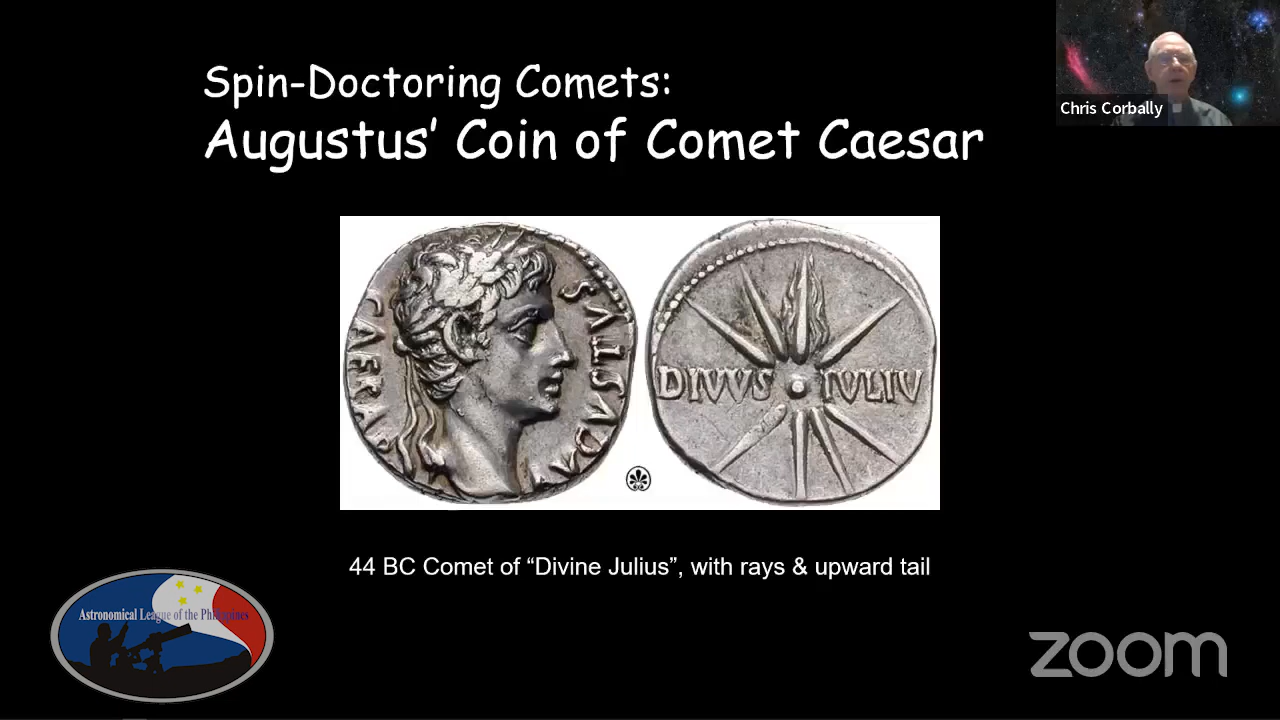 Spin-Doctoring Comets:
Augustus’ Coin of Comet Caesar
Chris Corbally
CAESAR
AVGVSTVS
DIVVS IVLIV
44 BC Comet of “Divine Julius”, with rays & upward tail
Astronomical League of the Philippines
zoom